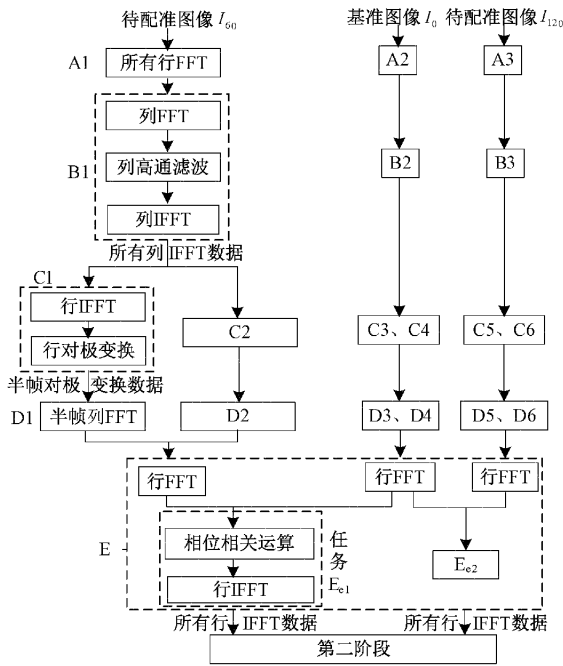 待配准图像 I60
基准图像 I0
待配准图像 I120
A1
所有行FFT
A2
A3
列FFT
B1
列高通滤波
B2
B3
列IFFT
所有列 IFFT数据
C1
行IFFT
C2
C3、C4
C5、C6
行对极变换
半帧对极 变换数据
D1
半帧列FFT
D2
D3、D4
D5、D6
行FFT
行FFT
行FFT
E
相位相关运算
任务 Ee1
Ee2
行IFFT
所有行 IFFT数据
所有行 IFFT数据
第二阶段